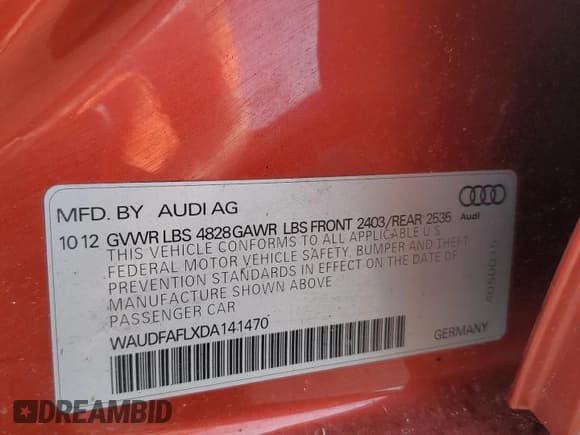 MFD. BY AUDI AG
Audi
10 12 GVWR LBS 4828 GAWR LBS FRONT 2403/REAR 2535
THIS VEHICLE CONFORMS TO ALL APPLICABLE U S
FEDERAL MOTOR VEHICLE SAFETY, BUMPER AND THEFT
PREVENTION STANDARDS IN EFFECT ON THE DATE OF
MANUFACTURE SHOWN ABOVE
PASSENGER CAR
WAUDFAFLXDA141470
GERMANY
DREAMBID